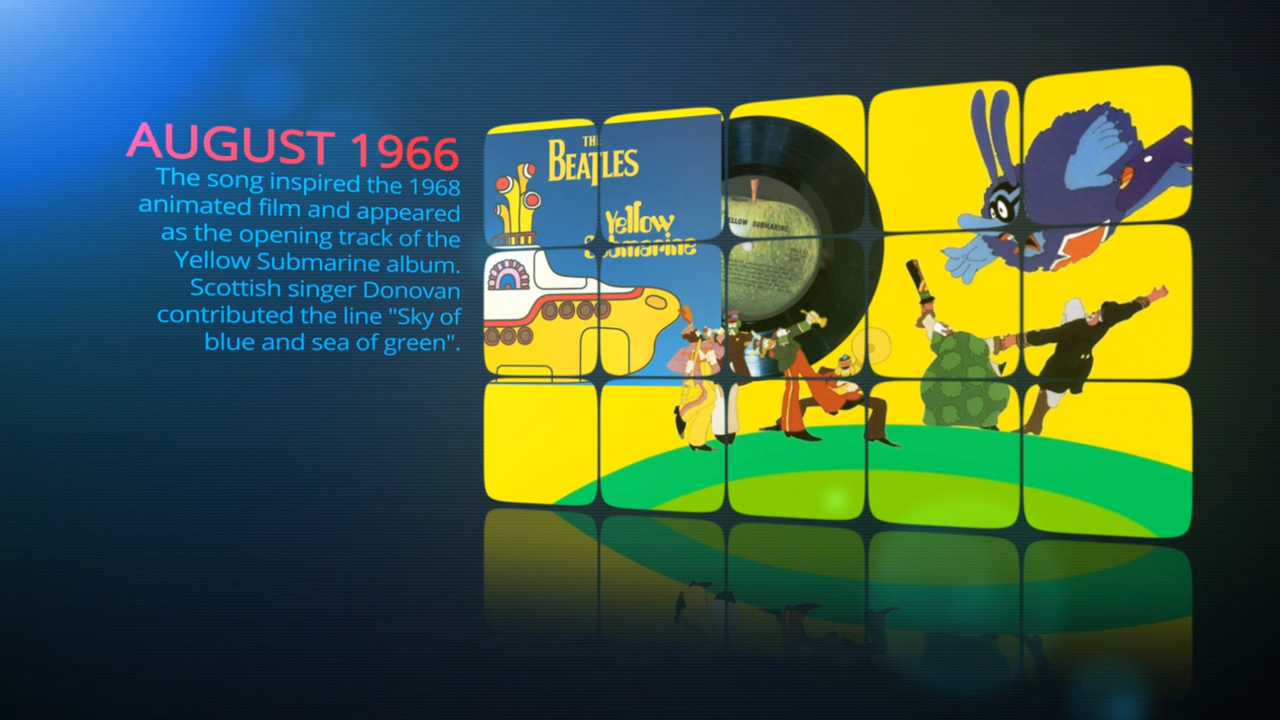 AUGUST 1966
The song inspired the 1968
animated film and appeared
as the opening track of the
Yellow Submarine album.
Scottish singer Donovan
contributed the line "Sky of
blue and sea of green".
THE
BEATLES
Yellow
Submarine
YELLOW SUBMARINE